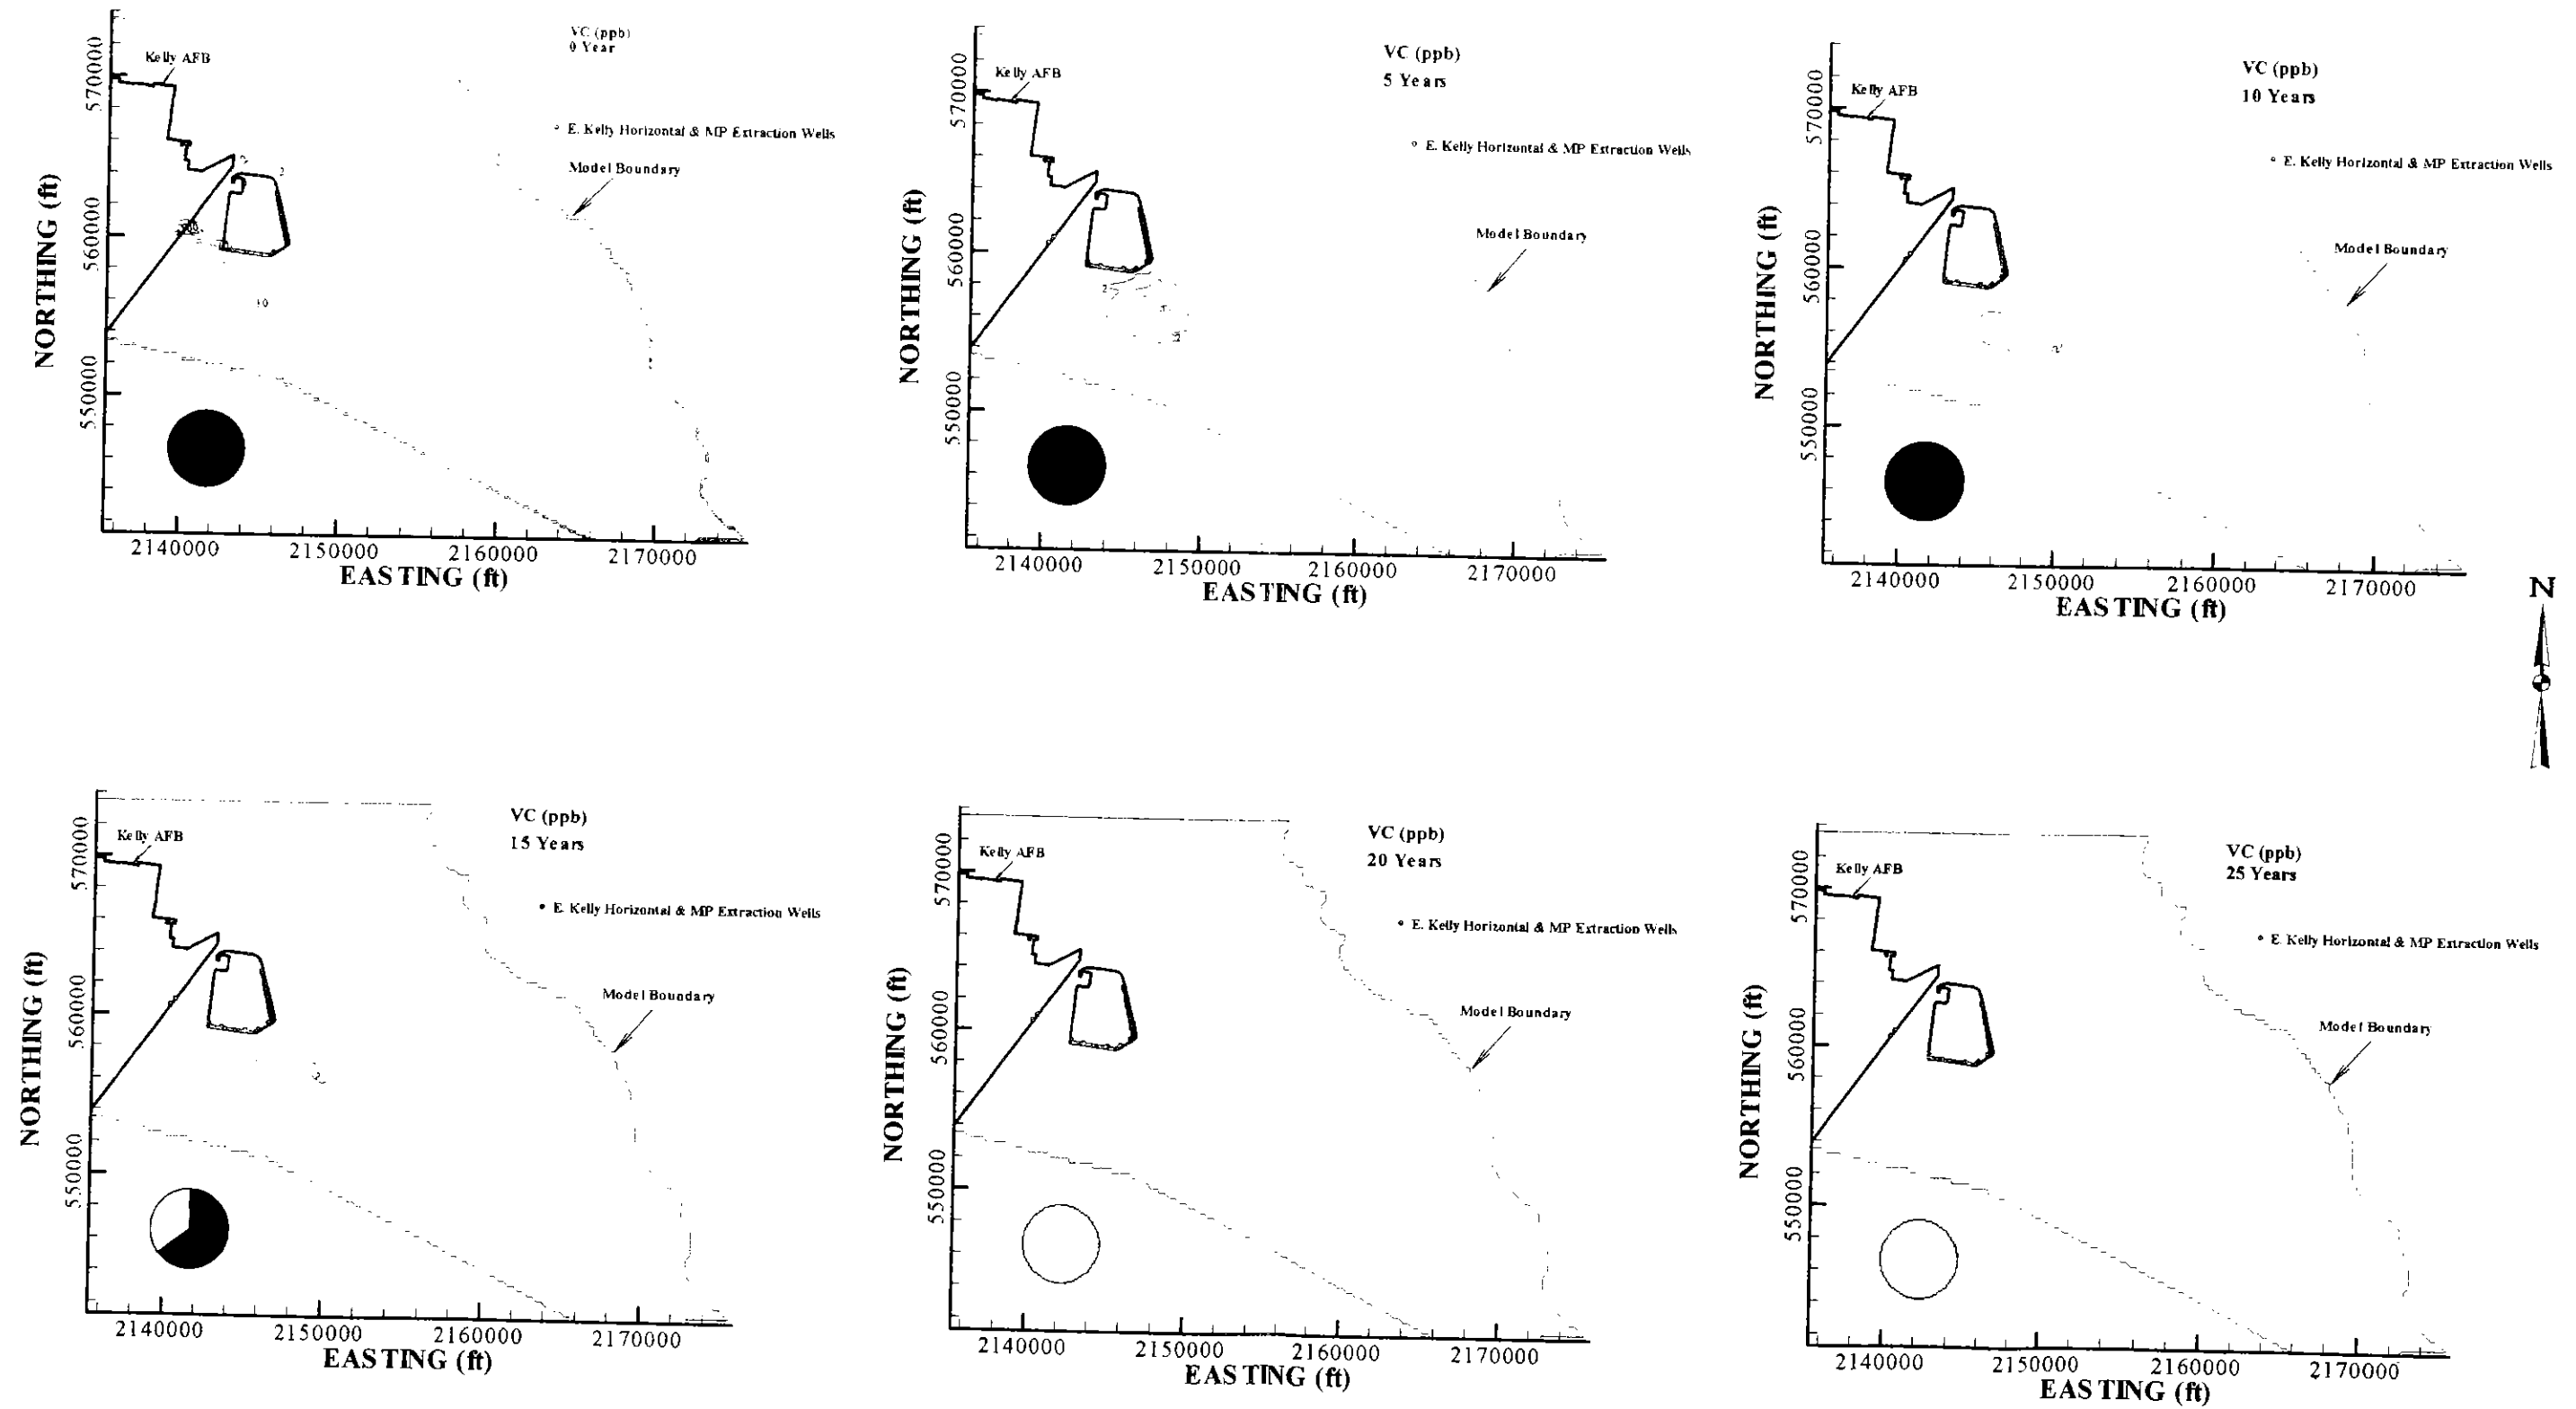 VC (ppb)
0 Year
Kelly AFB
E. Kelly Horizontal & MP Extraction Wells
Model Boundary
2
10
NORTHING (ft)
570000
560000
550000
2140000 2150000 2160000 2170000
EASTING (ft)
VC (ppb)
5 Years
Kelly AFB
E. Kelly Horizontal & MP Extraction Wells
Model Boundary
2
NORTHING (ft)
570000
560000
550000
2140000 2150000 2160000 2170000
EASTING (ft)
VC (ppb)
10 Years
Kelly AFB
E. Kelly Horizontal & MP Extraction Wells
Model Boundary
2
NORTHING (ft)
570000
560000
550000
2140000 2150000 2160000 2170000
EASTING (ft)
N
VC (ppb)
15 Years
Kelly AFB
E. Kelly Horizontal & MP Extraction Wells
Model Boundary
NORTHING (ft)
570000
560000
550000
2140000 2150000 2160000 2170000
EASTING (ft)
VC (ppb)
20 Years
Kelly AFB
E. Kelly Horizontal & MP Extraction Wells
Model Boundary
NORTHING (ft)
570000
560000
550000
2140000 2150000 2160000 2170000
EASTING (ft)
VC (ppb)
25 Years
Kelly AFB
E. Kelly Horizontal & MP Extraction Wells
Model Boundary
NORTHING (ft)
570000
560000
550000
2140000 2150000 2160000 2170000
EASTING (ft)